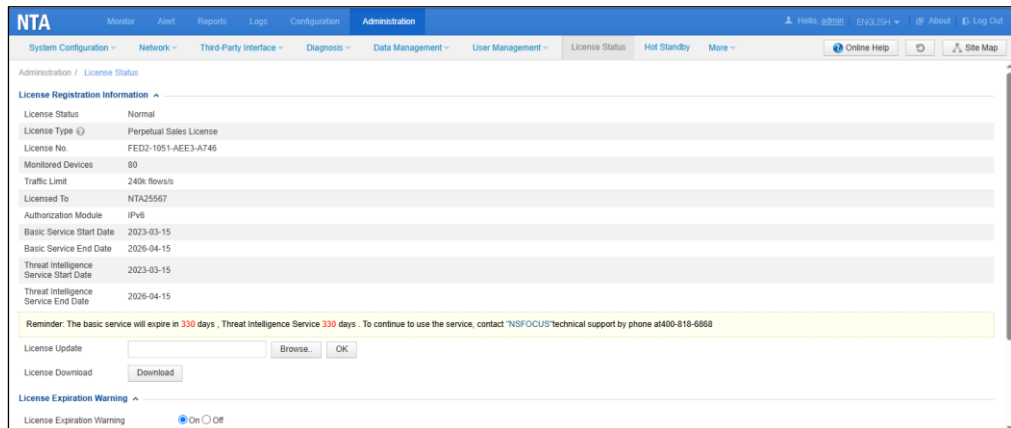 NTA Monitor Alert Reports Logs Configuration Administration Hello, admin ENGLISH About Log Out
System Configuration Network Third-Party Interface Diagnosis Data Management User Management License Status Hot Standby More Online Help Site Map
Administration / License Status
License Registration Information
License Status Normal
License Type Perpetual Sales License
License No. FED2-1051-AEE3-A746
Monitored Devices 80
Traffic Limit 240k flows/s
Licensed To NTA25567
Authorization Module IPv6
Basic Service Start Date 2023-03-15
Basic Service End Date 2026-04-15
Threat Intelligence
Service Start Date 2023-03-15
Threat Intelligence
Service End Date 2026-04-15
Reminder: The basic service will expire in 330 days , Threat Intelligence Service 330 days . To continue to use the service, contact "NSFOCUS"technical support by phone at400-818-6868
License Update Browse.. OK
License Download Download
License Expiration Warning
License Expiration Warning On Off